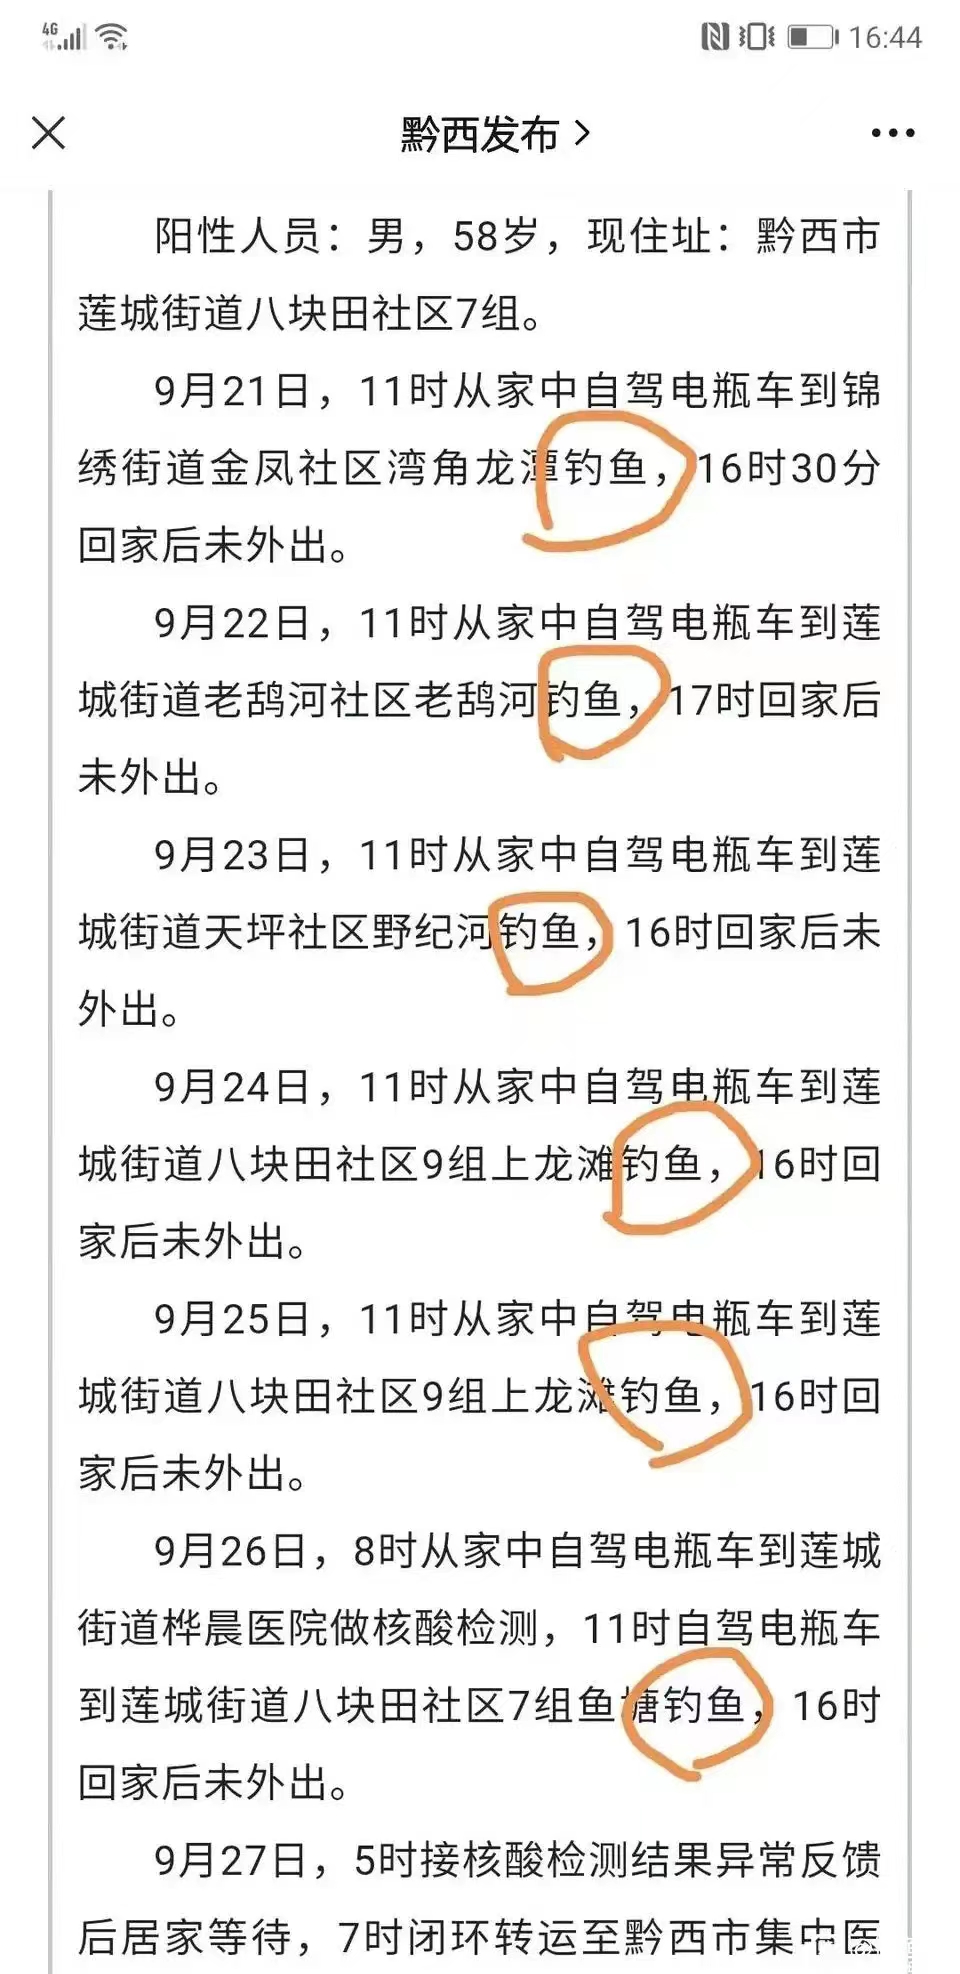 4G
16:44
黔西发布
阳性人员：男，58岁，现住址：黔西市
莲城街道八块田社区7组。
9月21日，11时从家中自驾电瓶车到锦
绣街道金凤社区湾角龙潭钓鱼，16时30分
回家后未外出。
9月22日，11时从家中自驾电瓶车到莲
城街道老鸹河社区老鸹河钓鱼，17时回家后
未外出。
9月23日，11时从家中自驾电瓶车到莲
城街道天坪社区野纪河钓鱼，16时回家后未
外出。
9月24日，11时从家中自驾电瓶车到莲
城街道八块田社区9组上龙滩钓鱼，16时回
家后未外出。
9月25日，11时从家中自驾电瓶车到莲
城街道八块田社区9组上龙滩钓鱼，16时回
家后未外出。
9月26日，8时从家中自驾电瓶车到莲城
街道桦晨医院做核酸检测，11时自驾电瓶车
到莲城街道八块田社区7组鱼塘钓鱼，16时
回家后未外出。
9月27日，5时接核酸检测结果异常反馈
后居家等待，7时闭环转运至黔西市集中医